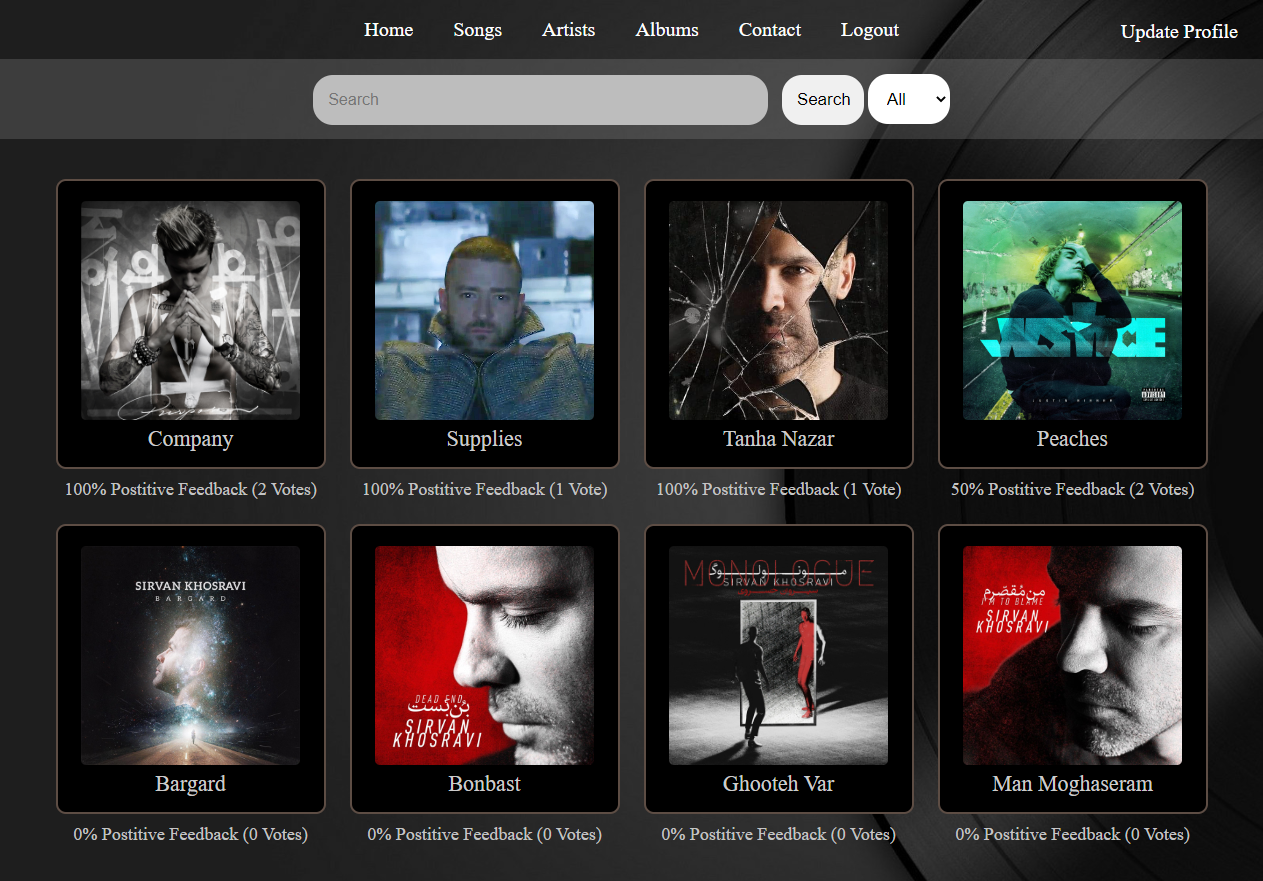 Home Songs Artists Albums Contact Logout Update Profile
Search Search All
Purpose
JUSTICE
JUSTIN BIEBER
Company Supplies Tanha Nazar Peaches
100% Postitive Feedback (2 Votes) 100% Postitive Feedback (1 Vote) 100% Postitive Feedback (1 Vote) 50% Postitive Feedback (2 Votes)
SIRVAN KHOSRAVI
BARGARD
DEAD END
بن‌بست
SIRVAN
KHOSRAVI
MONOLOGUE
مونولوگ
SIRVAN KHOSRAVI
من مُقصّرم
I'M TO BLAME
SIRVAN
KHOSRAVI
Bargard Bonbast Ghooteh Var Man Moghaseram
0% Postitive Feedback (0 Votes) 0% Postitive Feedback (0 Votes) 0% Postitive Feedback (0 Votes) 0% Postitive Feedback (0 Votes)